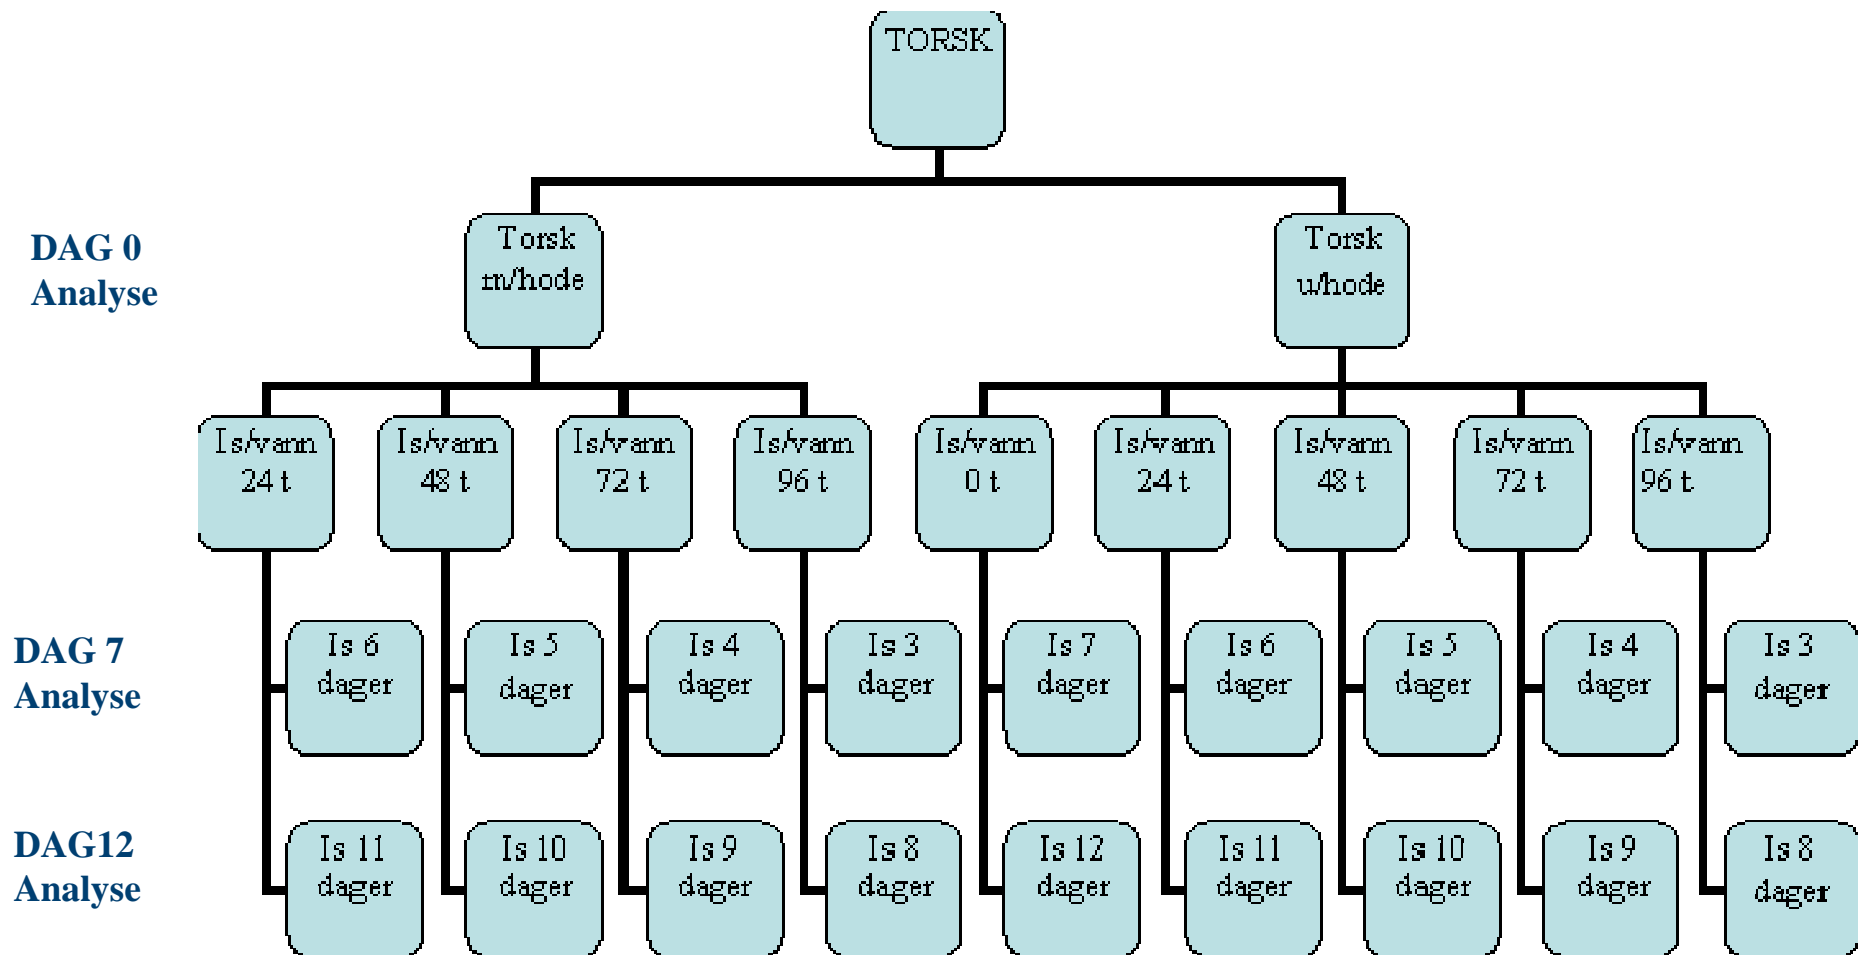 TORSK
DAG 0
Analyse
Torsk
m/hode
Torsk
u/hode
Is/vann
24 t
Is/vann
48 t
Is/vann
72 t
Is/vann
96 t
Is/vann
0 t
Is/vann
24 t
Is/vann
48 t
Is/vann
72 t
Is/vann
96 t
DAG 7
Analyse
Is 6
dager
Is 5
dager
Is 4
dager
Is 3
dager
Is 7
dager
Is 6
dager
Is 5
dager
Is 4
dager
Is 3
dager
DAG12
Analyse
Is 11
dager
Is 10
dager
Is 9
dager
Is 8
dager
Is 12
dager
Is 11
dager
Is 10
dager
Is 9
dager
Is 8
dager